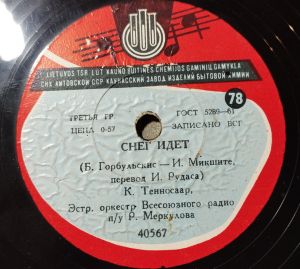 LIETUVOS TSR LŪT KAUNO BUITINĖS CHEMIJOS GAMINIŲ GAMYKLA
СНХ ЛИТОВСКОЙ ССР КАУНАССКИЙ ЗАВОД ИЗДЕЛИЙ БЫТОВОЙ ХИМИИ
78
ТРЕТЬЯ ГР. ГОСТ 5289-61
ЦЕНА 0-57 ЗАПИСАНО ВСГ
СНЕГ ИДЕТ
(Б. Горбульскис — И. Микшите,
перевод И. Рудаса)
К. Тенносаар,
Эстр. оркестр Всесоюзного радио
п/у Р. Меркулова
40567